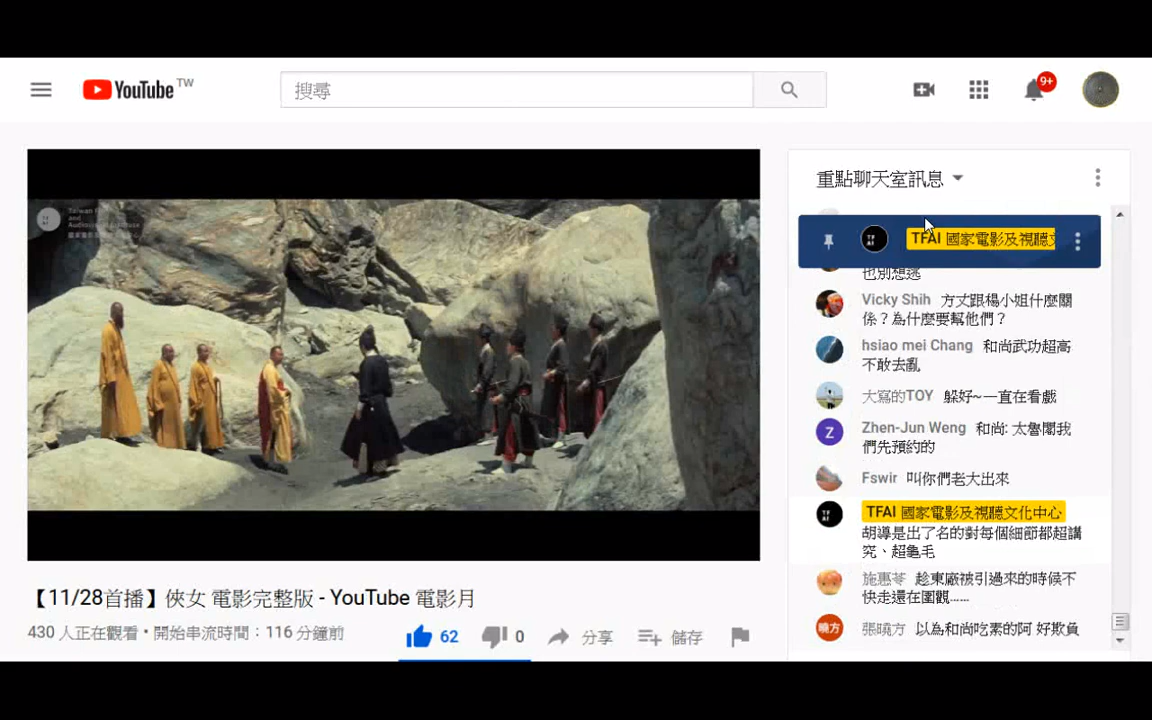 YouTube TW
搜尋
9+
Taiwan F
and
重點聊天室訊息
TFAI 國家電影及視聽文
也別想逃
Vicky Shih 方丈跟楊小姐什麼關
係？為什麼要幫他們？
hsiao mei Chang 和尚武功超高
不敢去亂
大寫的TOY 躲好~一直在看戲
Z Zhen-Jun Weng 和尚: 太魯閣我
們先預約的
Fswir 叫你們老大出來
TFAI 國家電影及視聽文化中心
胡導是出了名的對每個細節都超講
究、超龜毛
施惠苓 趁東廠被引過來的時候不
快走還在圍觀......
曉方 張曉方 以為和尚吃素的阿 好欺負
【11/28首播】俠女 電影完整版 - YouTube 電影月
430 人正在觀看 • 開始串流時間：116 分鐘前
62 0 分享 儲存